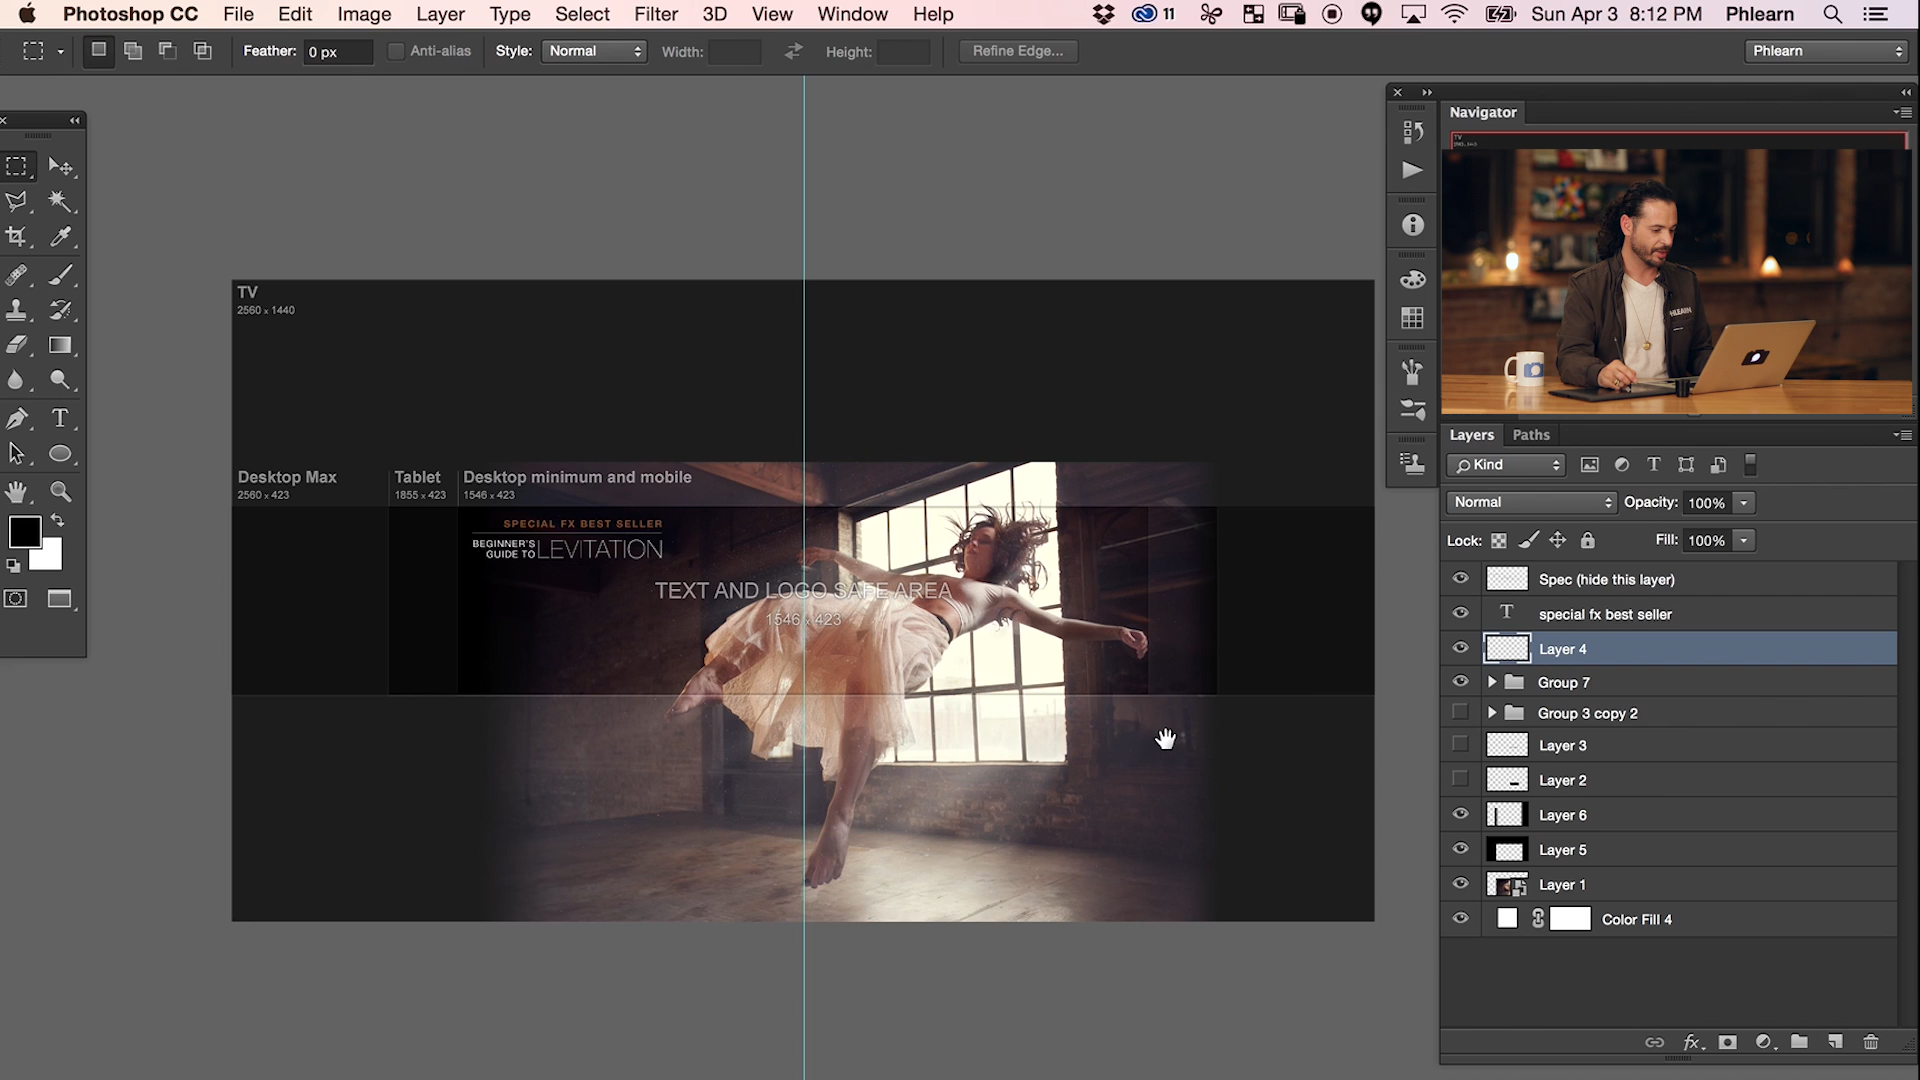 Photoshop CC File Edit Image Layer Type Select Filter 3D View Window Help 11 Sun Apr 3 8:12 PM Phlearn
Feather: 0 px Anti-alias Style: Normal Width: Height: Refine Edge... Phlearn
Navigator
TV
2560 x 1440
PHLEARN
Desktop Max
2560 x 423
Tablet
1855 x 423
Desktop minimum and mobile
1546 x 423
SPECIAL FX BEST SELLER
BEGINNER'S
GUIDE TO LEVITATION
TEXT AND LOGO SAFE AREA
1546 x 423
Layers Paths
Kind
Normal Opacity: 100%
Lock: Fill: 100%
Spec (hide this layer)
T special fx best seller
Layer 4
Group 7
Group 3 copy 2
Layer 3
Layer 2
Layer 6
Layer 5
Layer 1
Color Fill 4
fx